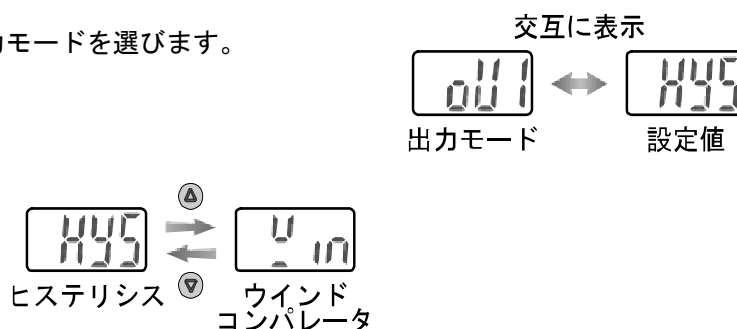 力モードを選びます。
交互に表示
oU1
HYS
出力モード
設定値
HYS
ヒステリシス
ウインド
コンパレータ